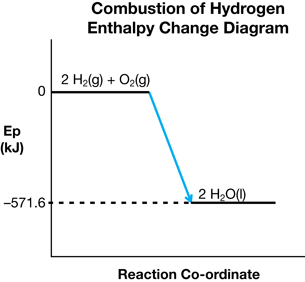 Combustion of Hydrogen
Enthalpy Change Diagram
2 H₂(g) + O₂(g)
0
Ep
(kJ)
2 H₂O(l)
–571.6
Reaction Co-ordinate